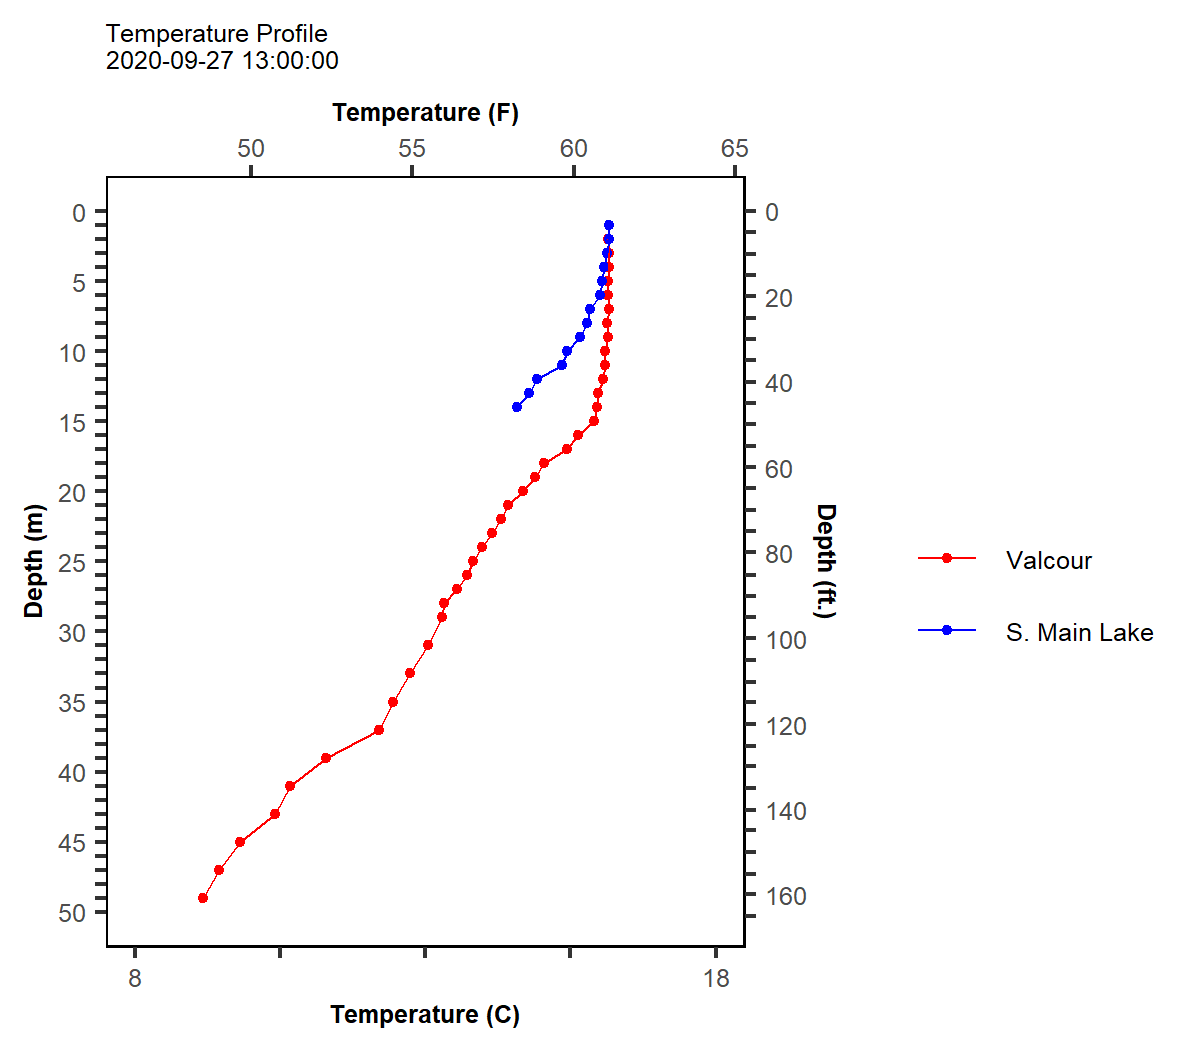 Temperature Profile
2020-09-27 13:00:00
Temperature (F)
50 55 60 65
0 0
5
20
10
40
15
60
20
Depth (m)
Depth (ft.)
80
25
Valcour
30
100
S. Main Lake
35
120
40
140
45
160
50
8 18
Temperature (C)